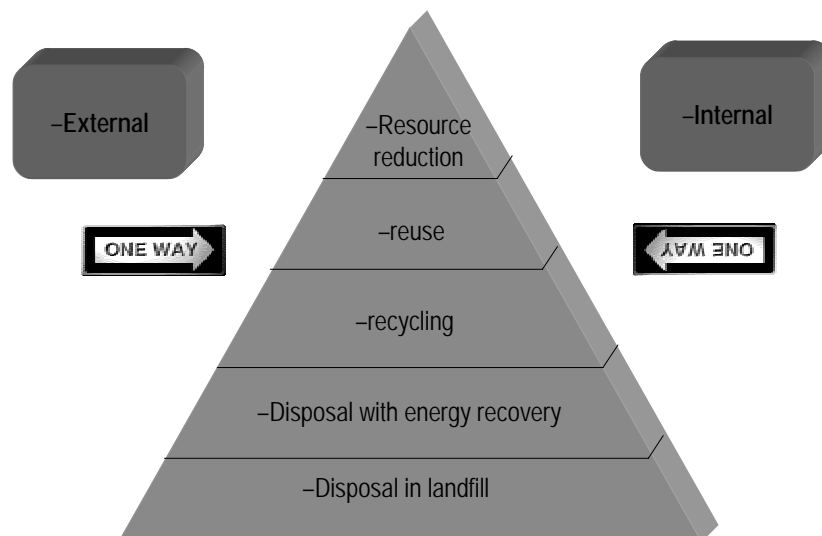 –External
–Internal
–Resource
reduction
ONE WAY
ONE WAY
–reuse
–recycling
–Disposal with energy recovery
–Disposal in landfill